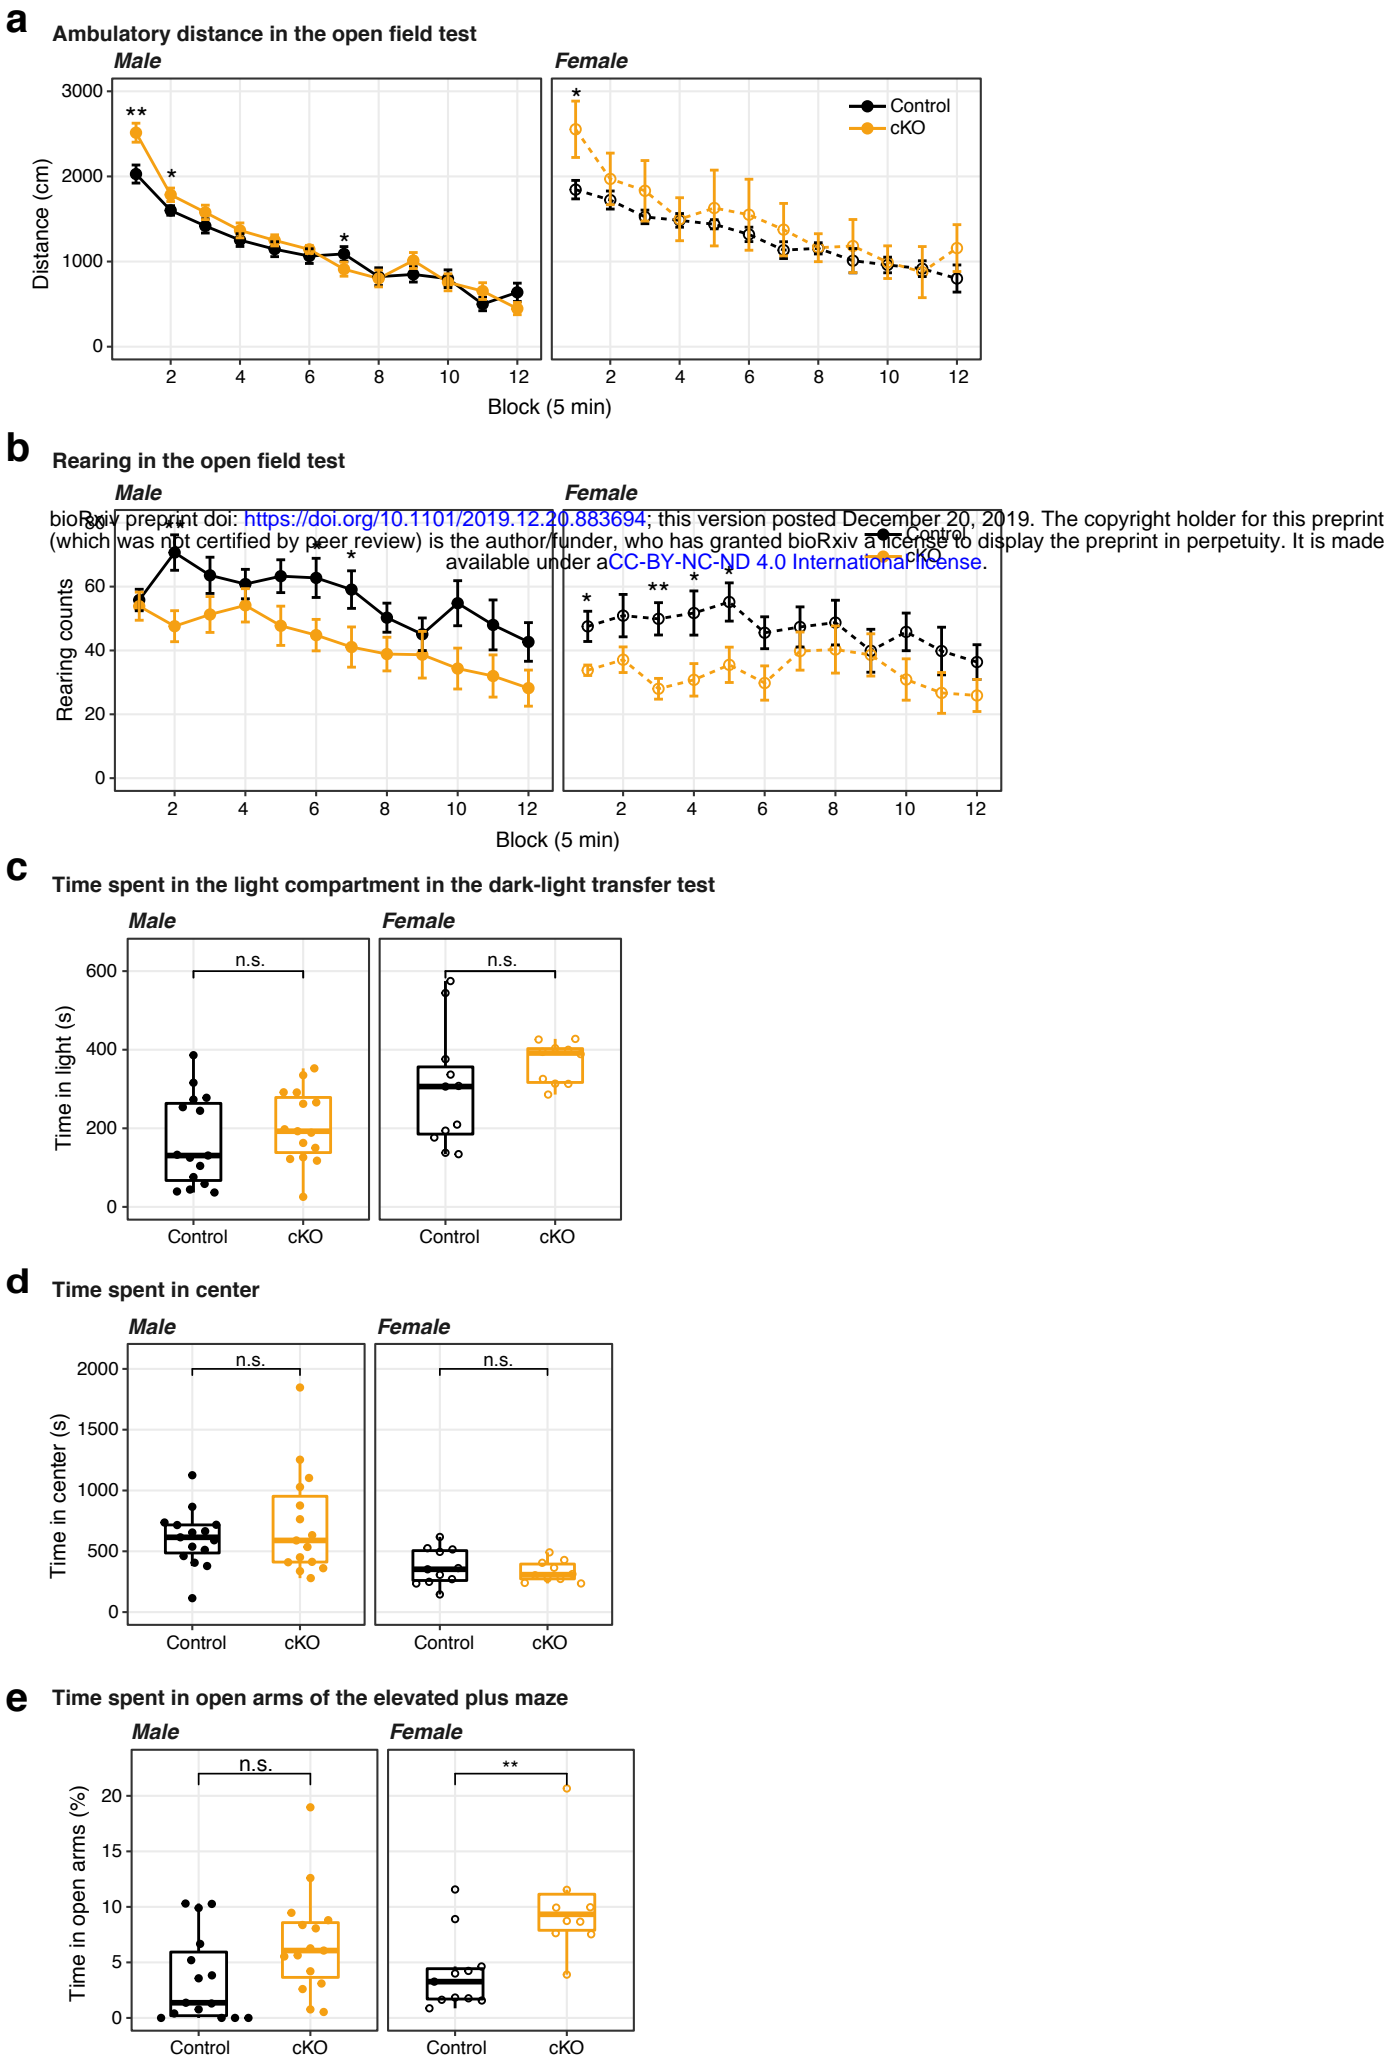 a
Ambulatory distance in the open field test
Male
Female
3000
2000
1000
0
Distance (cm)
**
*
*
*
Control
cKO
2 4 6 8 10 12
2 4 6 8 10 12
Block (5 min)
b
Rearing in the open field test
Male
Female
bioRxiv preprint doi: https://doi.org/10.1101/2019.12.20.883694; this version posted December 20, 2019. The copyright holder for this preprint
(which was not certified by peer review) is the author/funder, who has granted bioRxiv a license to display the preprint in perpetuity. It is made
available under aCC-BY-NC-ND 4.0 International license.
80
60
40
20
0
Rearing counts
**
*
*
*
**
*
*
Control
cKO
2 4 6 8 10 12
2 4 6 8 10 12
Block (5 min)
c
Time spent in the light compartment in the dark-light transfer test
Male
Female
600
400
200
0
Time in light (s)
n.s.
n.s.
Control cKO
Control cKO
d
Time spent in center
Male
Female
2000
1500
1000
500
0
Time in center (s)
n.s.
n.s.
Control cKO
Control cKO
e
Time spent in open arms of the elevated plus maze
Male
Female
20
15
10
5
0
Time in open arms (%)
n.s.
**
Control cKO
Control cKO